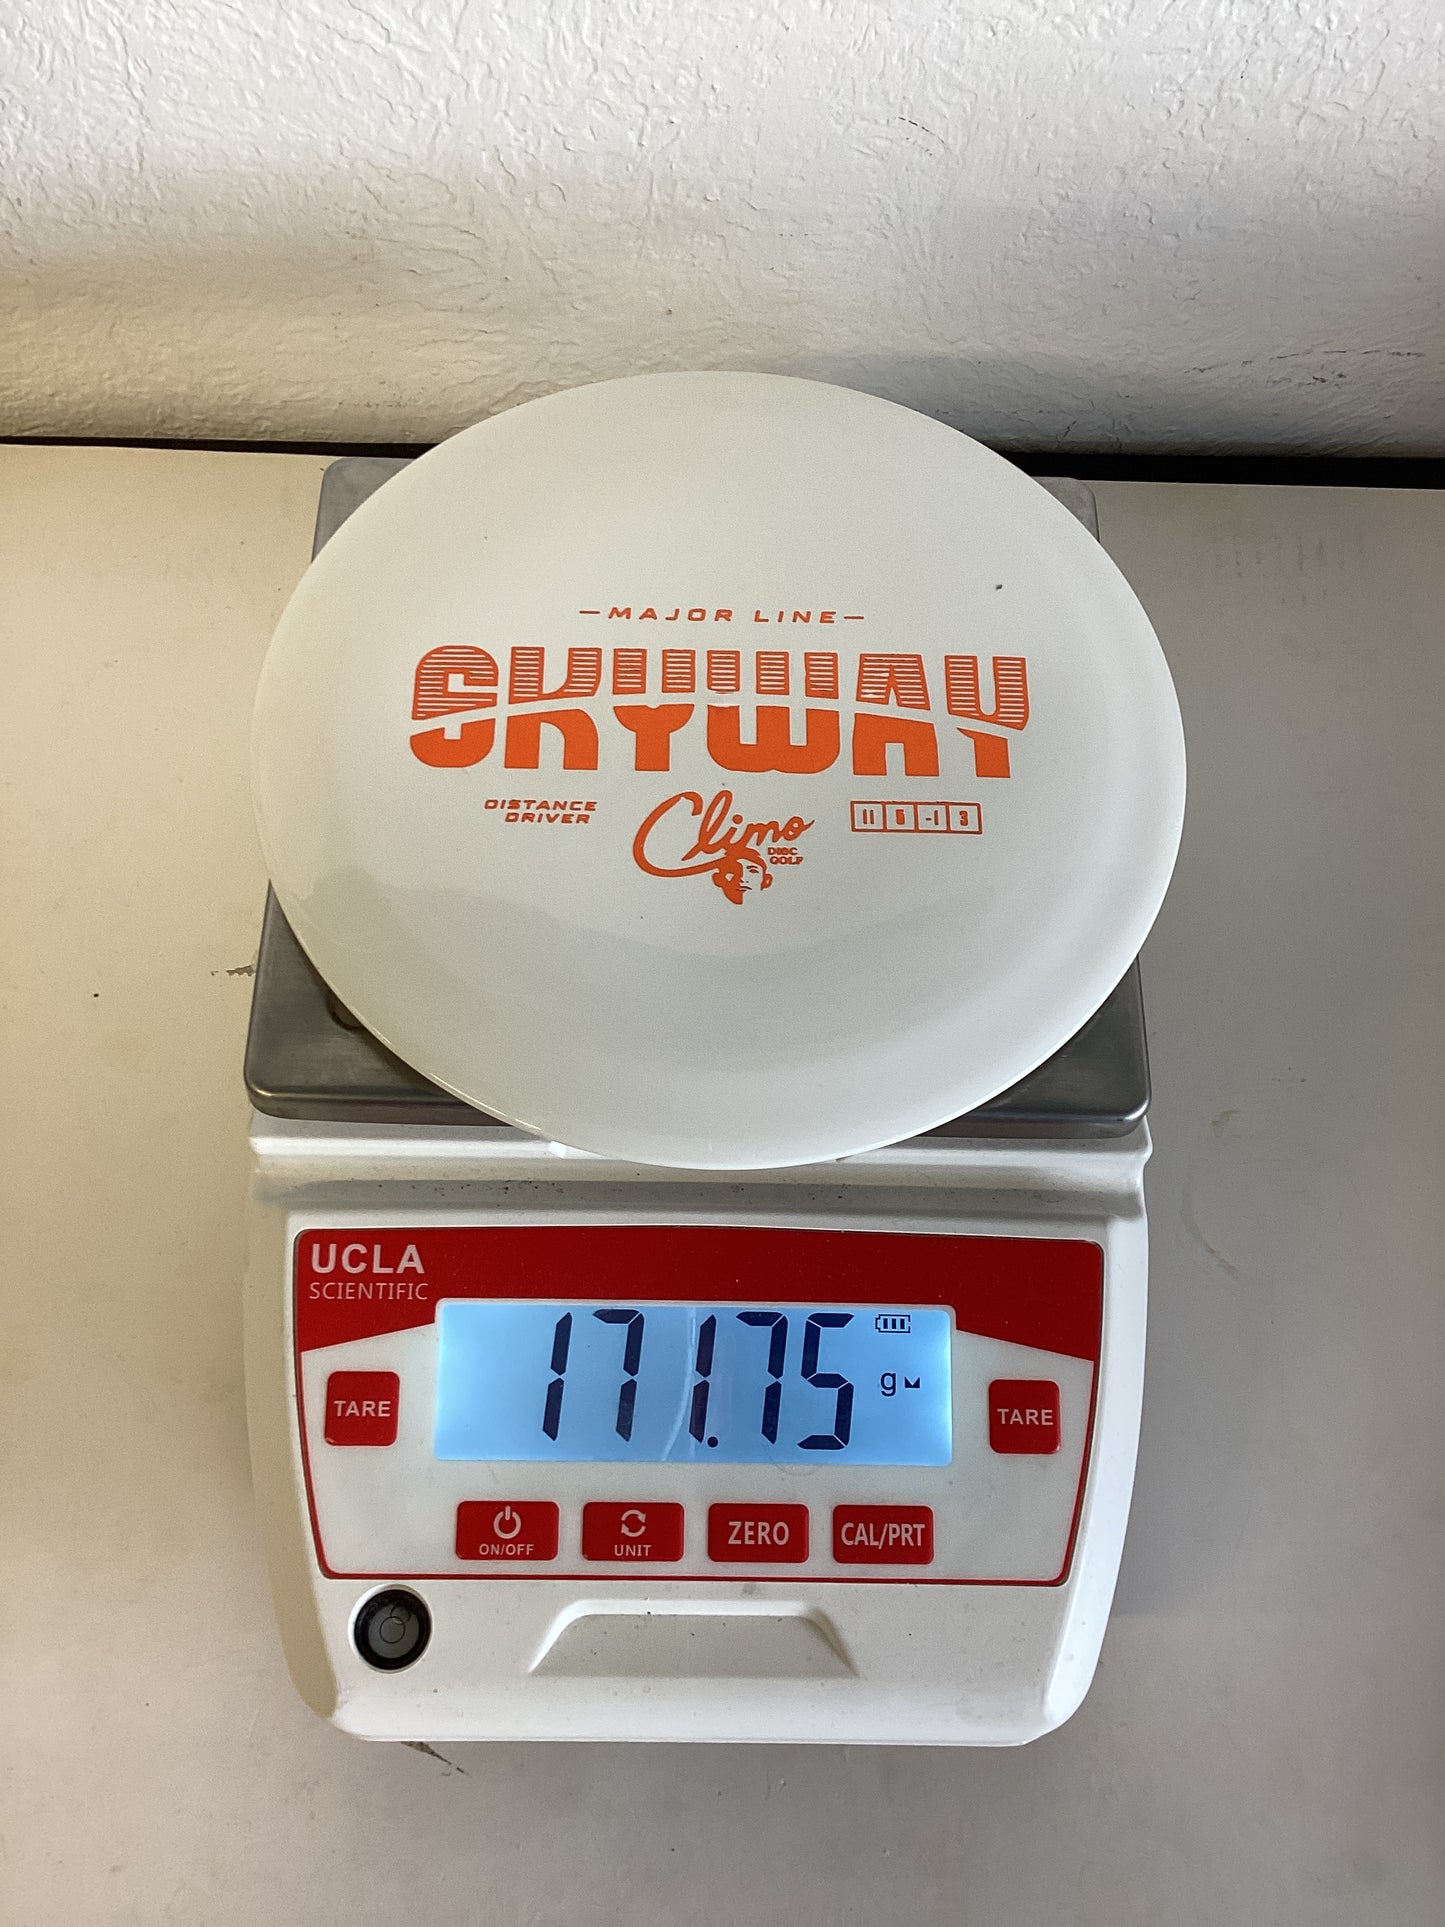 —MAJOR LINE—
SKYWAY
DISTANCE
DRIVER
Climo
DISC
GOLF
11 5 -1 3
UCLA
SCIENTIFIC
171.75 g
TARE
TARE
ON/OFF
UNIT
ZERO
CAL/PRT